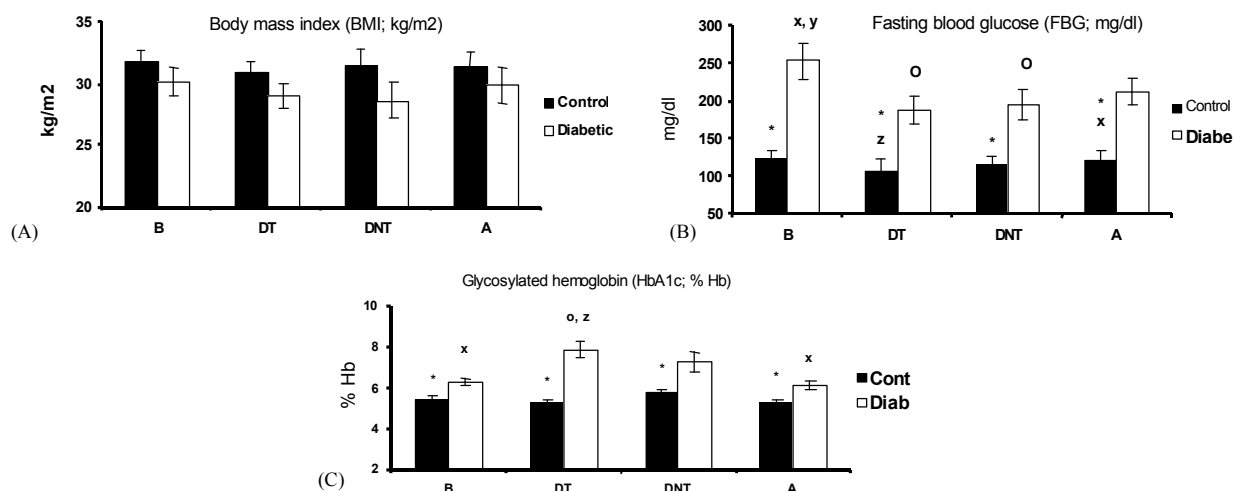 Body mass index (BMI; kg/m2)
35
30
25
20
kg/m2
Control
Diabetic
B DT DNT A
(A)
Fasting blood glucose (FBG; mg/dl)
300
250
200
150
100
50
mg/dl
x, y
O
O
*
*
z
*
*
x
Control
Diabe
B DT DNT A
(B)
Glycosylated hemoglobin (HbA1c; % Hb)
10
8
6
4
2
% Hb
o, z
x
x
*
*
*
*
Cont
Diab
B DT DNT A
(C)